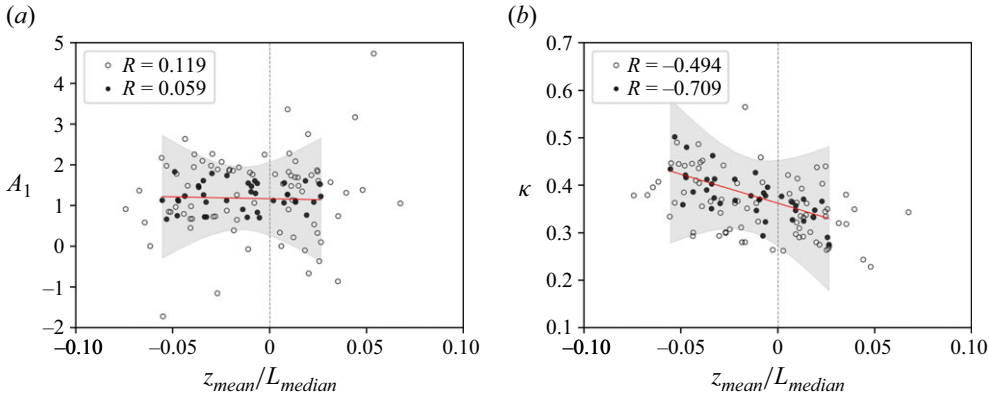 (a)
5
4
3
2
1
0
−1
−2
A1
R = 0.119
R = 0.059
−0.10
−0.05
0
0.05
0.10
zmean/Lmedian
(b)
0.7
0.6
0.5
0.4
0.3
0.2
0.1
κ
R = −0.494
R = −0.709
−0.10
−0.05
0
0.05
0.10
zmean/Lmedian